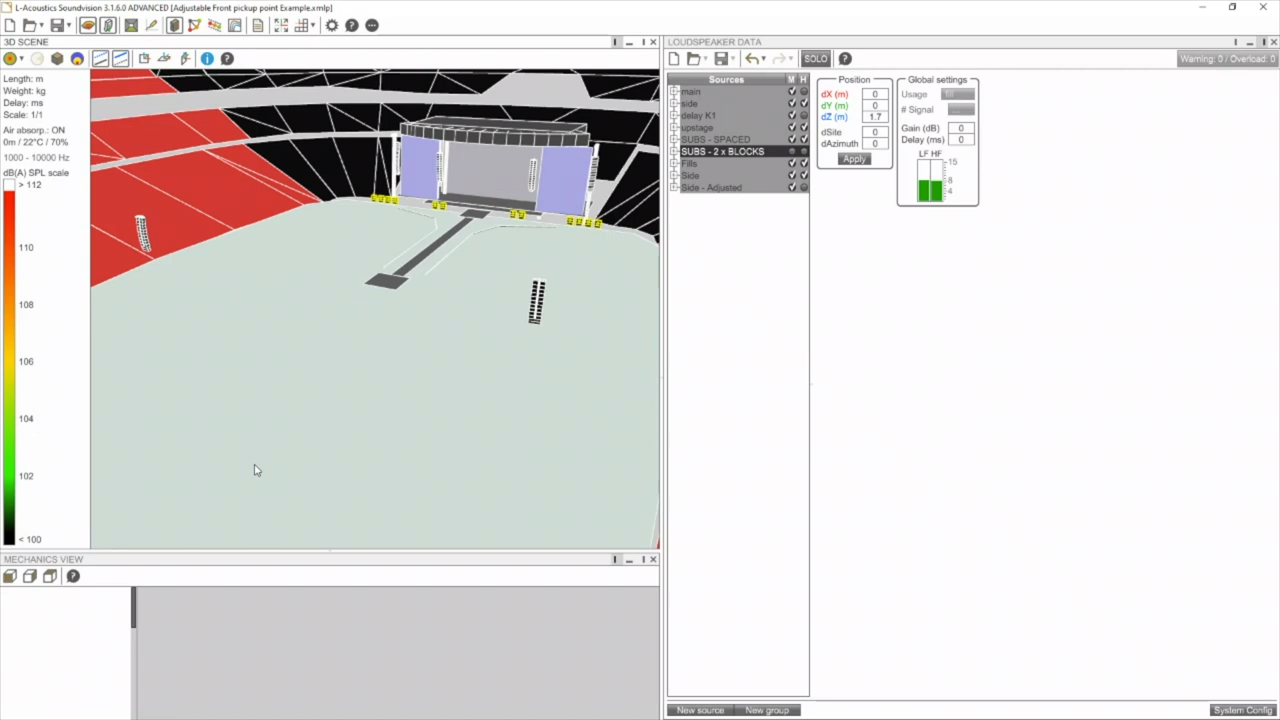 L-Acoustics Soundvision 3.1.6.0 ADVANCED [Adjustable Front pickup point Example.xmlp]
3D SCENE
LOUDSPEAKER DATA
SOLO
Warning: 0 / Overload: 0
Length: m
Weight: kg
Delay: ms
Scale: 1/1
Air absorp.: ON
0m / 22°C / 70%
1000 - 10000 Hz
dB(A) SPL scale
> 112
110
108
106
104
102
< 100
Sources M H
main
side
delay K1
upstage
SUBS - SPACED
SUBS - 2 x BLOCKS
Fills
Side
Side - Adjusted
Position
dX (m) 0
dY (m) 0
dZ (m) 1.7
dSite 0
dAzimuth 0
Apply
Global settings
Usage
# Signal
Gain (dB) 0
Delay (ms) 0
LF HF
15
8
4
MECHANICS VIEW
New source
New group
System Config